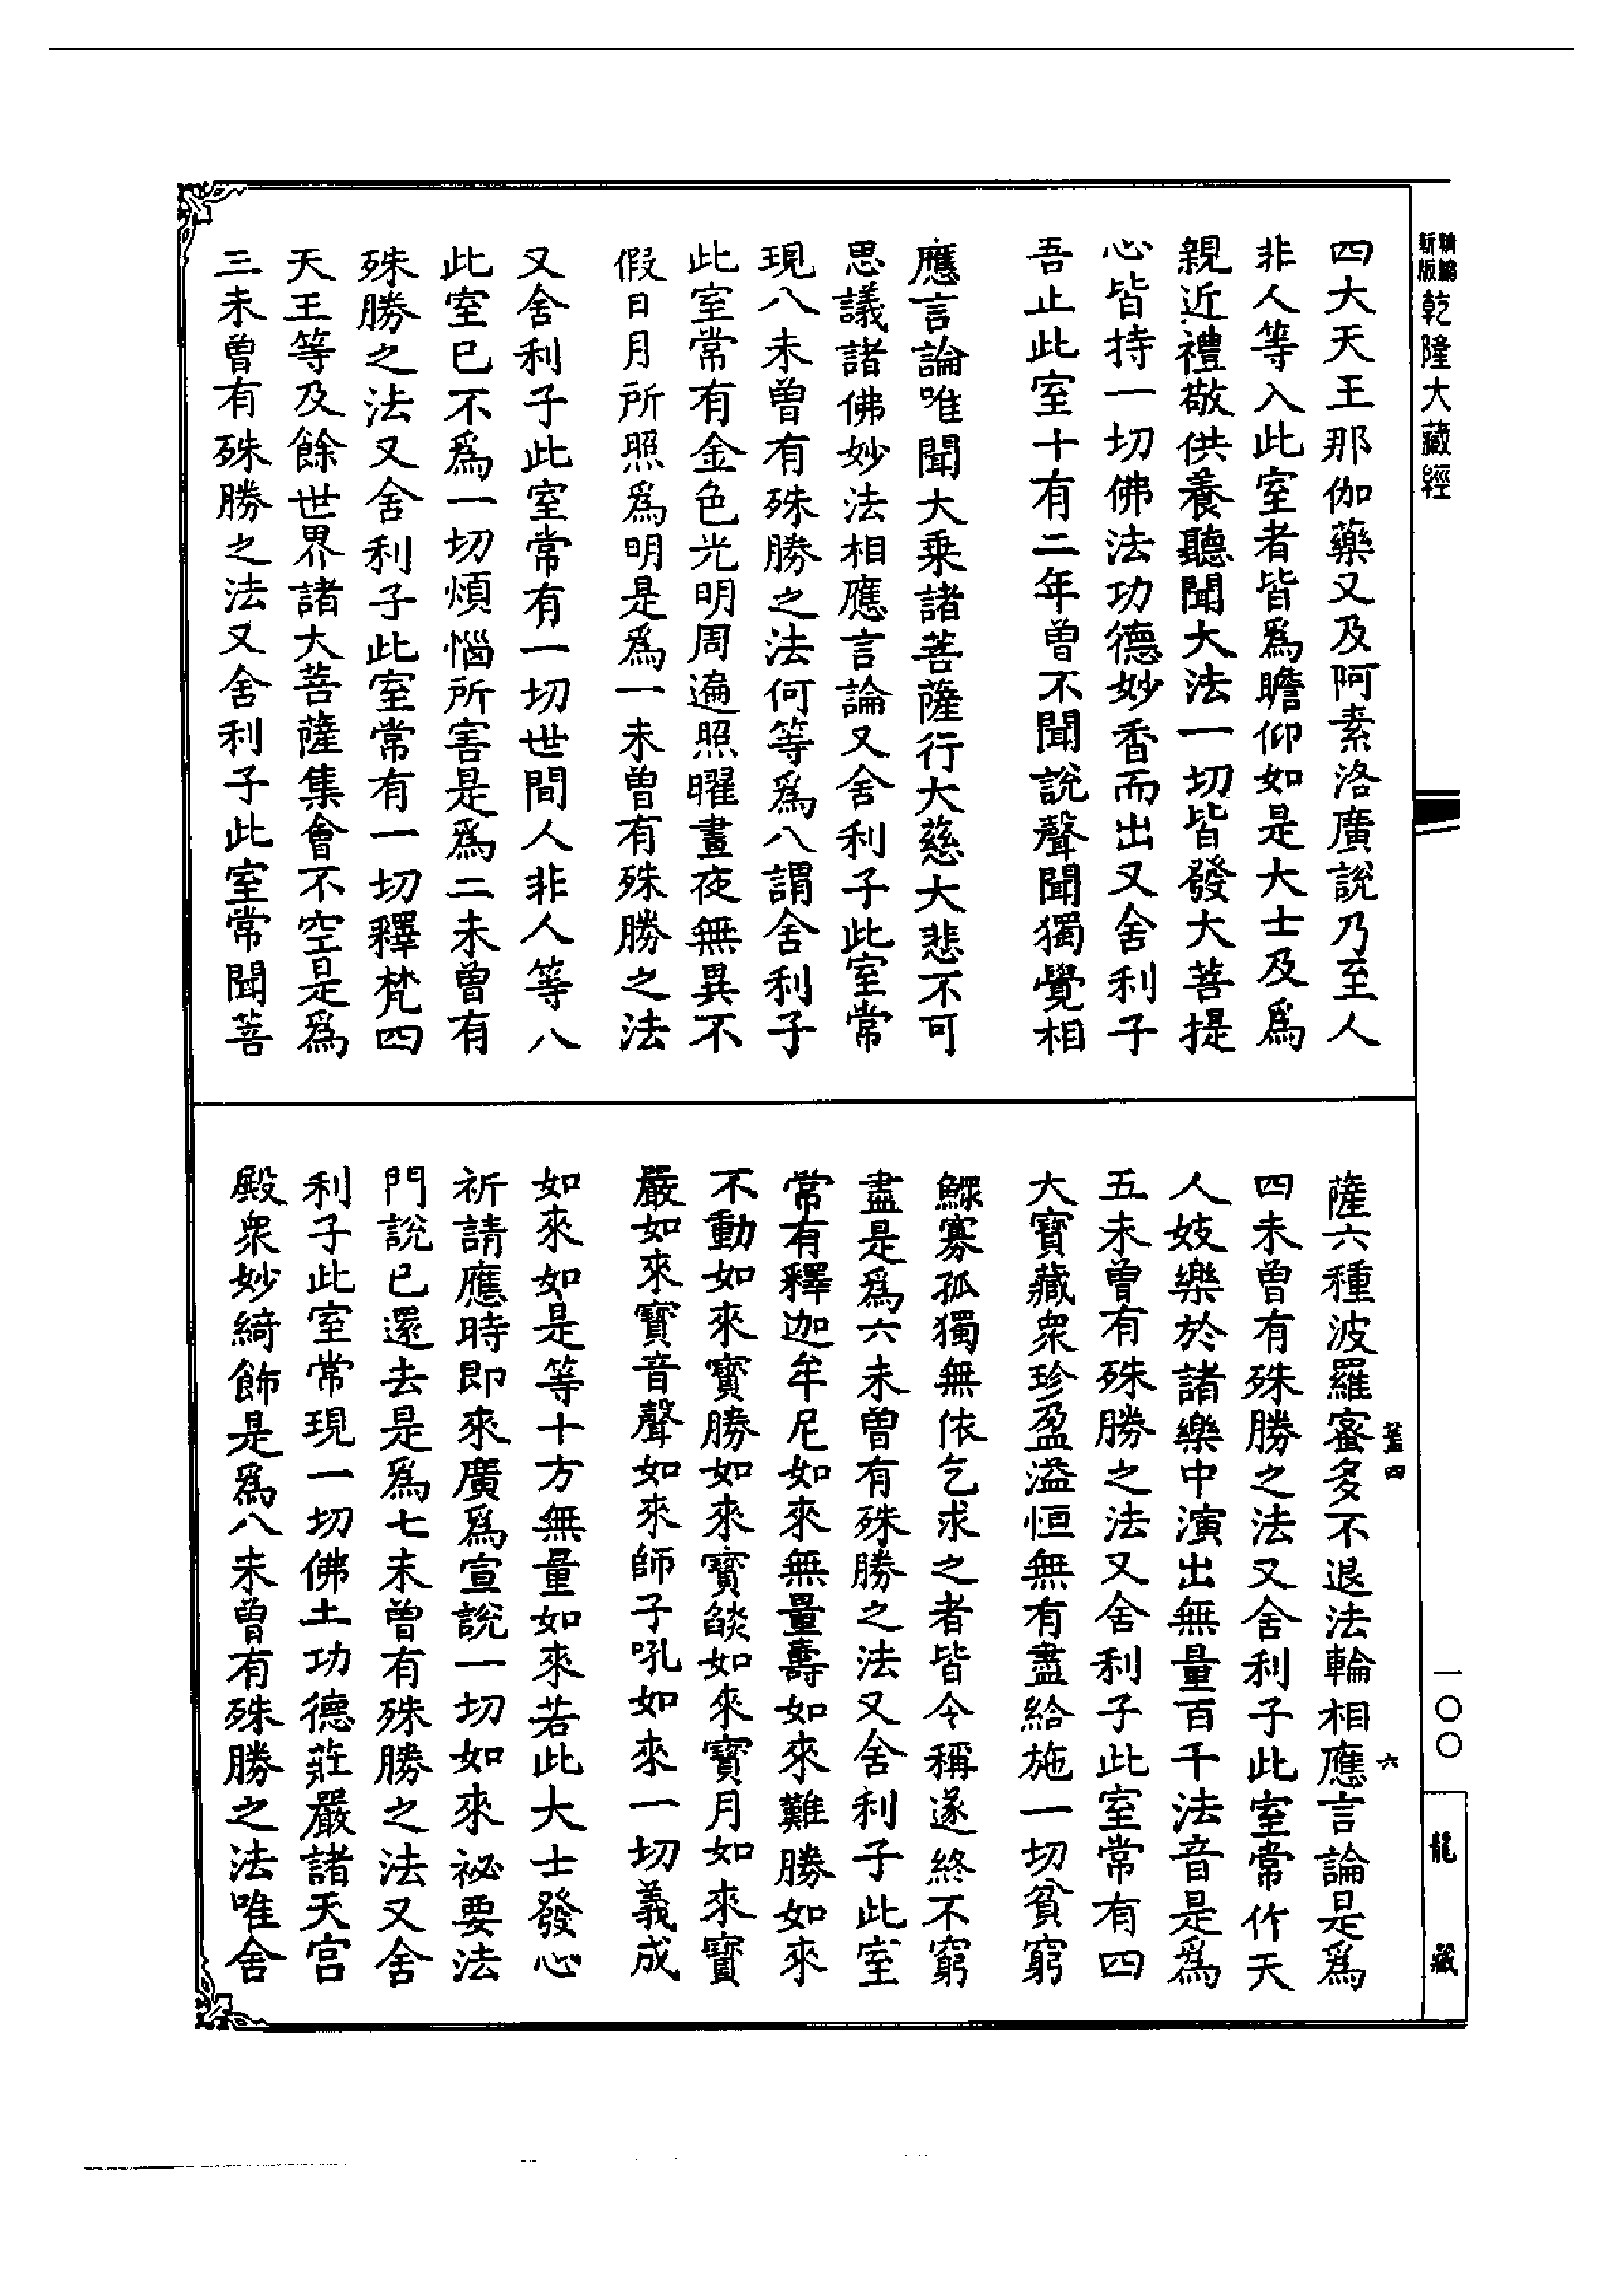 精編
新版
乾隆大藏經
四大天王那伽藥叉及阿素洛廣說乃至人
非人等入此室者皆爲瞻仰如是大士及爲
親近禮敬供養聽聞大法一切皆發大菩提
心皆持一切佛法功德妙香而出又舍利子
吾止此室十有二年曾不聞說聲聞獨覺相
應言論唯聞大乘諸菩薩行大慈大悲不可
思議諸佛妙法相應言論又舍利子此室常
現八未曾有殊勝之法何等爲八謂舍利子
此室常有金色光明周遍照曜晝夜無異不
假日月所照爲明是爲一未曾有殊勝之法
又舍利子此室常有一切世間人非人等八
此室已不爲一切煩惱所害是爲二未曾有
殊勝之法又舍利子此室常有一切釋梵四
天王等及餘世界諸大菩薩集會不空是爲
三未曾有殊勝之法又舍利子此室常聞菩
薩六種波羅蜜多不退法輪相應言論是爲
四未曾有殊勝之法又舍利子此室常作天
人妓樂於諸樂中演出無量百千法音是爲
五未曾有殊勝之法又舍利子此室常有四
大寶藏衆珍盈溢恒無有盡給施一切貧窮
鰥寡孤獨無依乞求之者皆令稱遂終不窮
盡是爲六未曾有殊勝之法又舍利子此室
常有釋迦牟尼如來無量壽如來難勝如來
不動如來寶勝如來寶燄如來寶月如來寶
嚴如來寶音聲如來師子吼如來一切義成
如來如是等十方無量如來若此大士發心
祈請應時即來廣爲宣說一切如來祕要法
門說已還去是爲七未曾有殊勝之法又舍
利子此室常現一切佛土功德莊嚴諸天宮
殿衆妙綺飾是爲八未曾有殊勝之法唯舍
四
六
一〇〇
龍藏